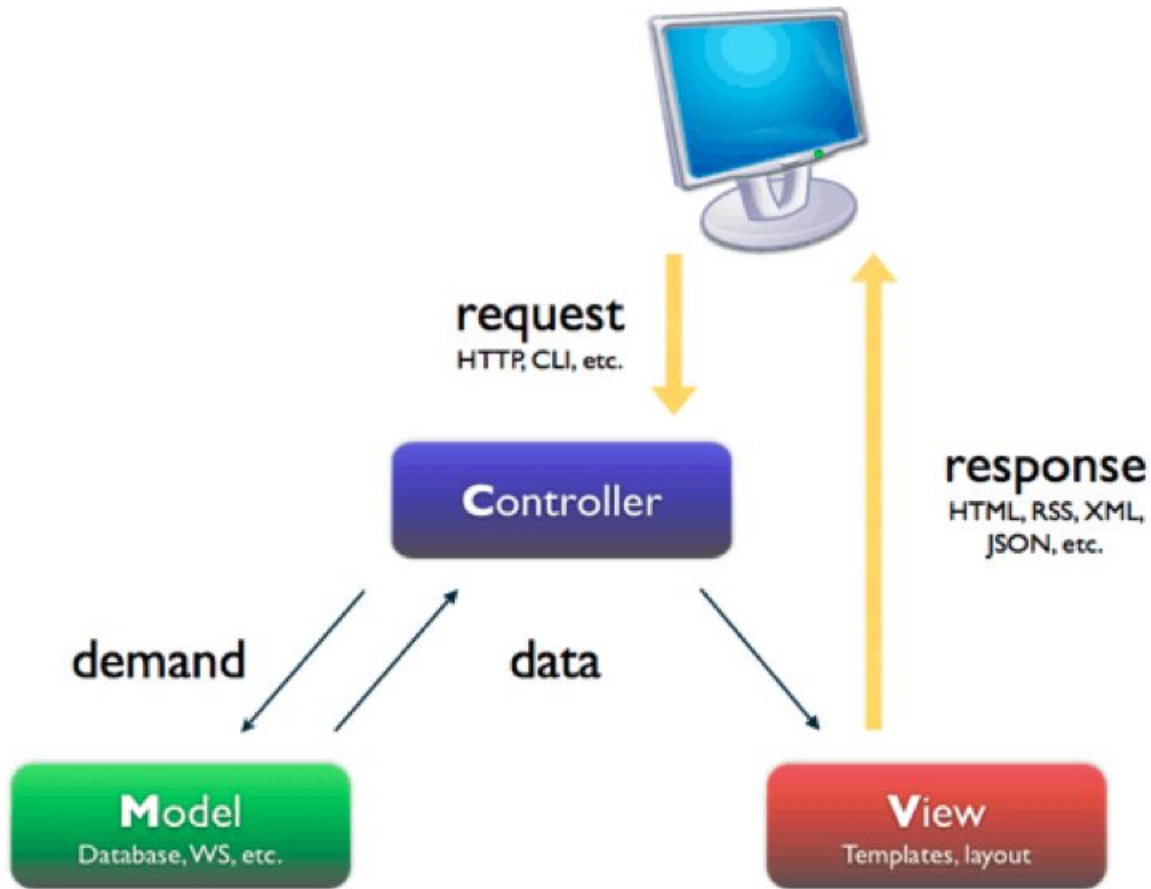 request
HTTP, CLI, etc.
Controller
response
HTML, RSS, XML,
JSON, etc.
demand
data
Model
Database, WS, etc.
View
Templates, layout